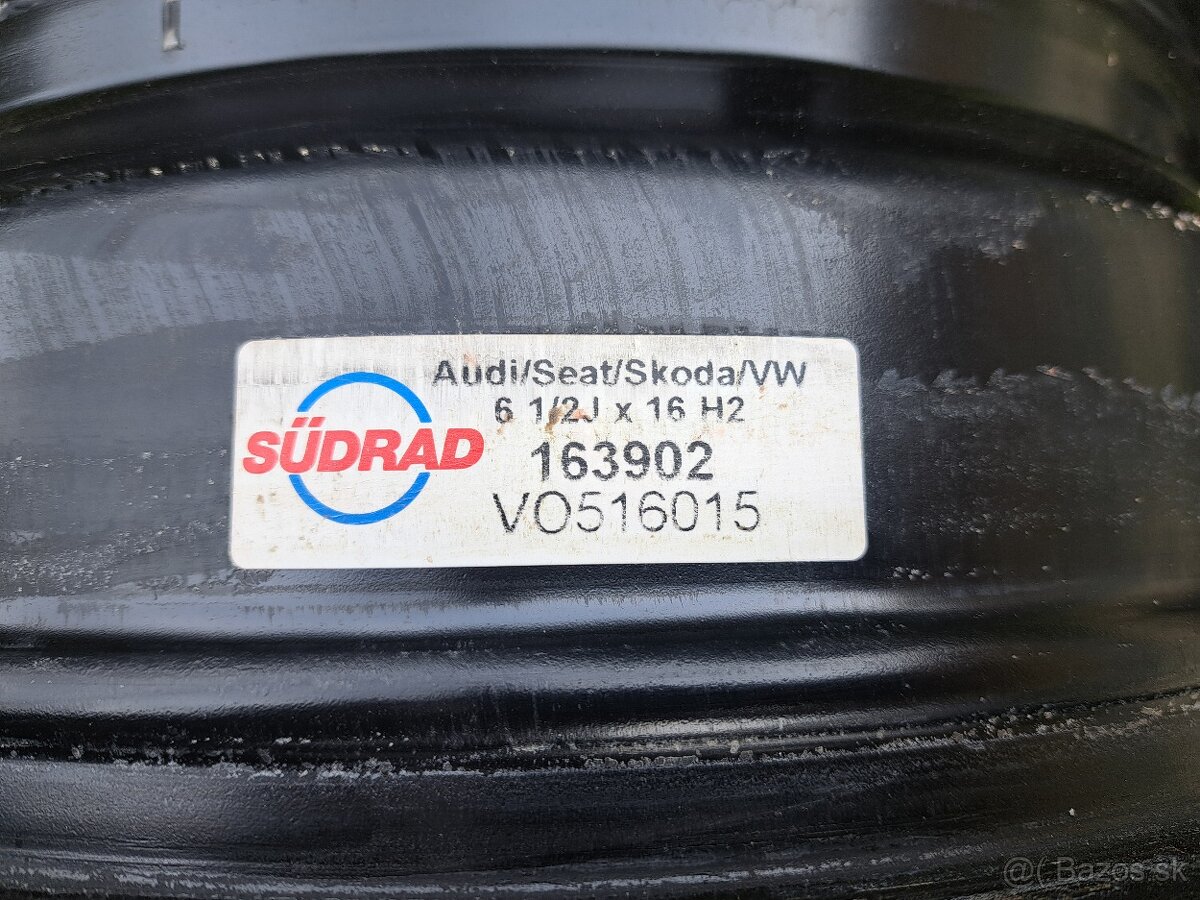 Audi/Seat/Skoda/VW
6 1/2J x 16 H2
SÜDRAD
163902
VO516015
@( Bazos.sk